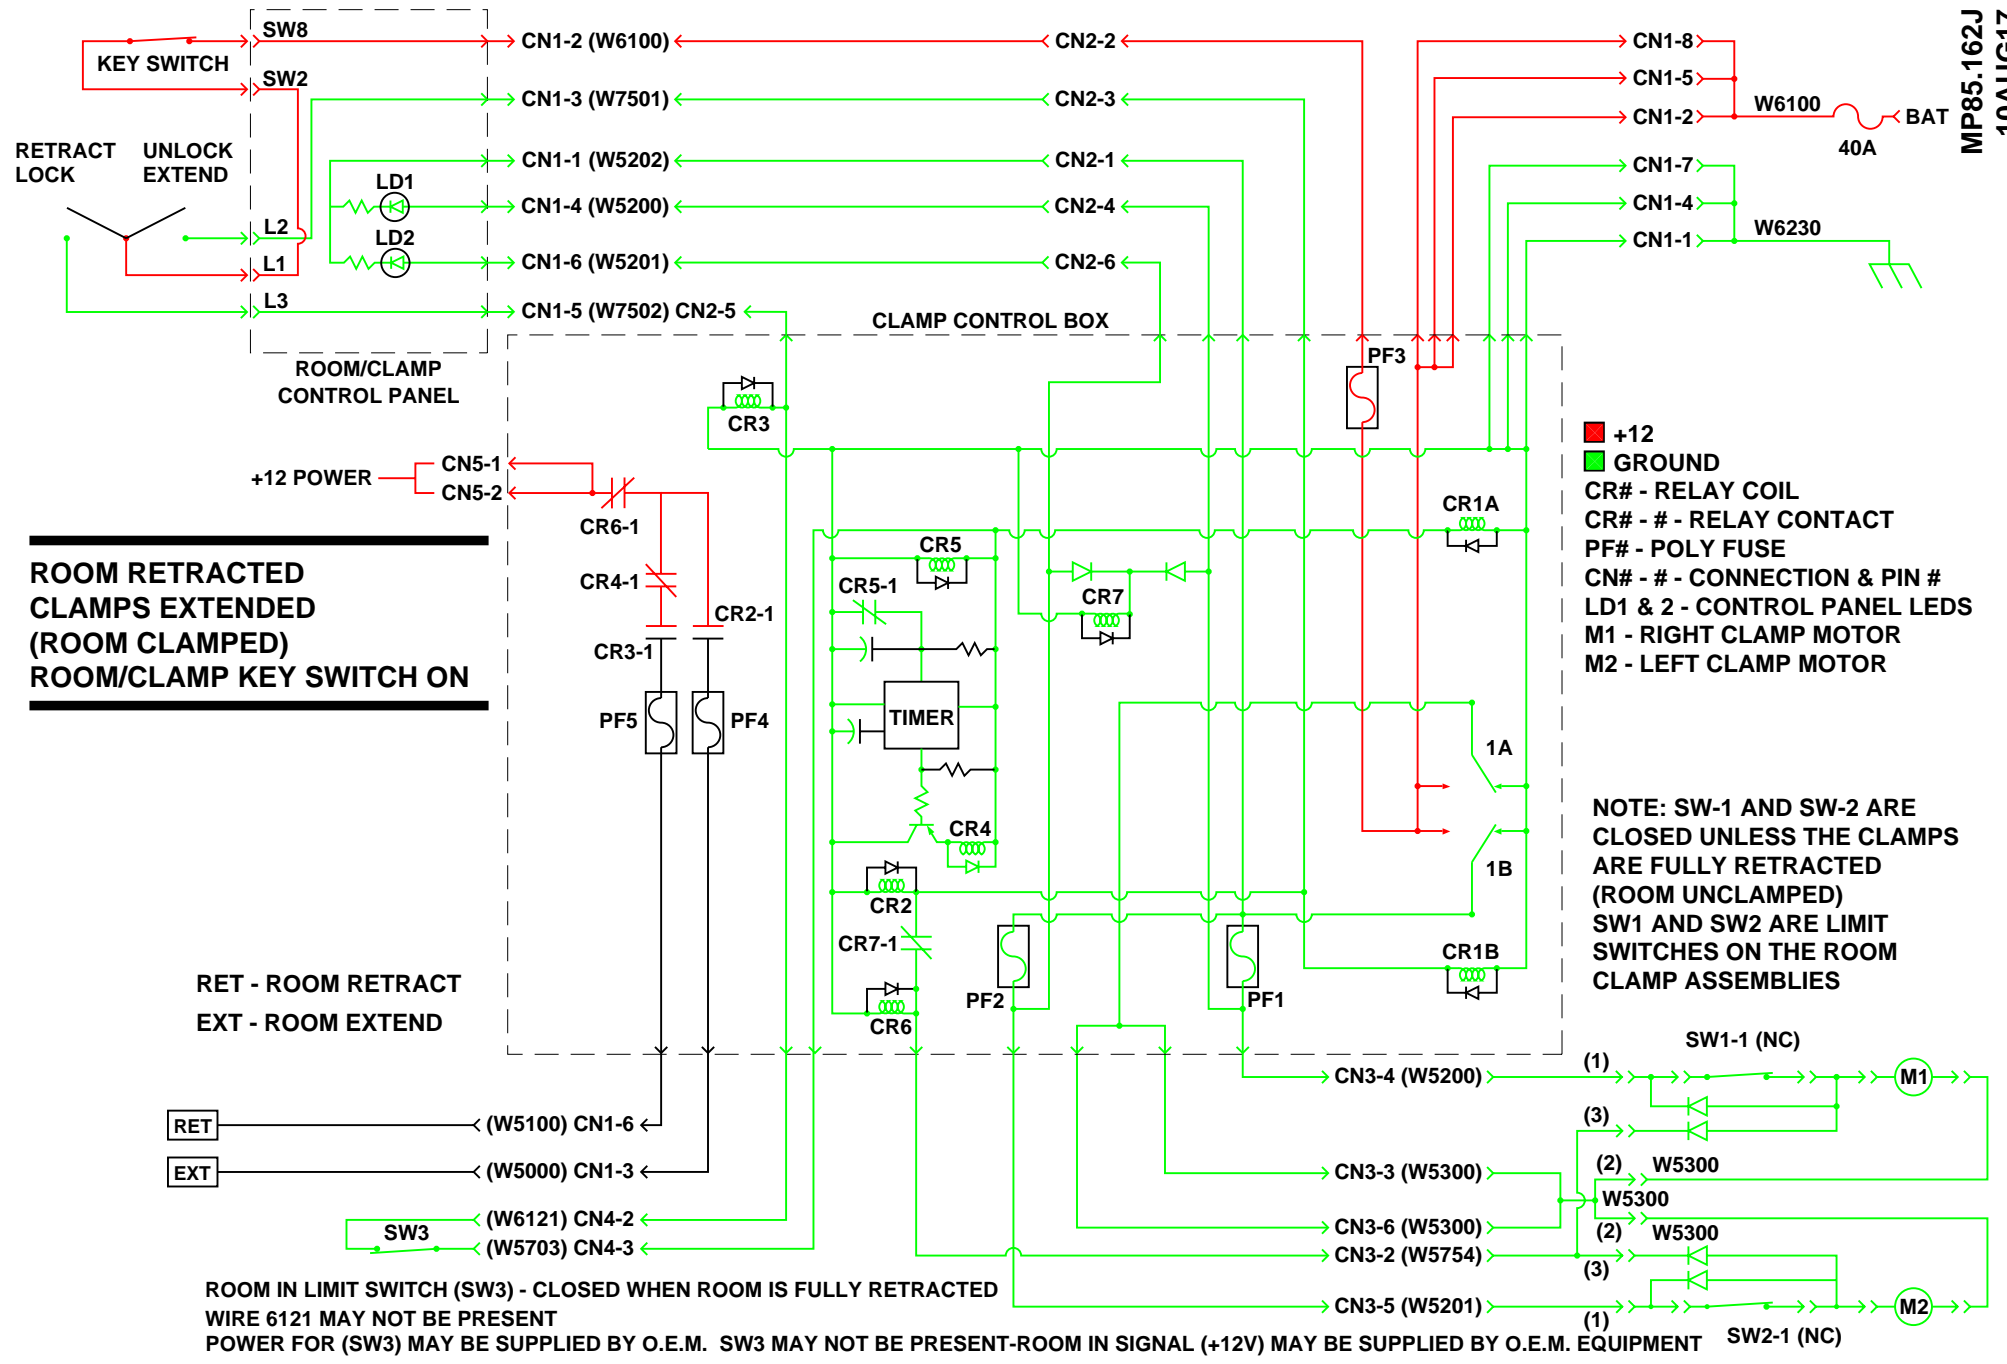 MP85.162J
10AUG17
SW8
KEY SWITCH
SW2
CN1-2 (W6100)
CN2-2
CN1-8
CN1-5
CN1-2
W6100
BAT
40A
CN1-3 (W7501)
CN2-3
RETRACT
LOCK
UNLOCK
EXTEND
CN1-1 (W5202)
CN2-1
CN1-7
LD1
CN1-4 (W5200)
CN2-4
CN1-4
L2
LD2
CN1-1
W6230
L1
CN1-6 (W5201)
CN2-6
L3
CN1-5 (W7502) CN2-5
CLAMP CONTROL BOX
ROOM/CLAMP
CONTROL PANEL
PF3
CR3
+12 POWER
CN5-1
CN5-2
CR6-1
+12
GROUND
CR# - RELAY COIL
CR# - # - RELAY CONTACT
PF# - POLY FUSE
CN# - # - CONNECTION & PIN #
LD1 & 2 - CONTROL PANEL LEDS
M1 - RIGHT CLAMP MOTOR
M2 - LEFT CLAMP MOTOR
ROOM RETRACTED
CLAMPS EXTENDED
(ROOM CLAMPED)
ROOM/CLAMP KEY SWITCH ON
CR4-1
CR2-1
CR3-1
PF5
PF4
CR5
CR5-1
CR7
CR1A
TIMER
1A
CR4
1B
CR2
CR7-1
CR1B
PF2
PF1
CR6
NOTE: SW-1 AND SW-2 ARE
CLOSED UNLESS THE CLAMPS
ARE FULLY RETRACTED
(ROOM UNCLAMPED)
SW1 AND SW2 ARE LIMIT
SWITCHES ON THE ROOM
CLAMP ASSEMBLIES
RET - ROOM RETRACT
EXT - ROOM EXTEND
SW1-1 (NC)
(1)
CN3-4 (W5200)
M1
(3)
RET
(W5100) CN1-6
EXT
(W5000) CN1-3
CN3-3 (W5300)
(2)
W5300
W5300
(W6121) CN4-2
SW3
(W5703) CN4-3
CN3-6 (W5300)
(2)
W5300
CN3-2 (W5754)
(3)
CN3-5 (W5201)
(1)
M2
SW2-1 (NC)
ROOM IN LIMIT SWITCH (SW3) - CLOSED WHEN ROOM IS FULLY RETRACTED
WIRE 6121 MAY NOT BE PRESENT
POWER FOR (SW3) MAY BE SUPPLIED BY O.E.M.  SW3 MAY NOT BE PRESENT-ROOM IN SIGNAL (+12V) MAY BE SUPPLIED BY O.E.M. EQUIPMENT